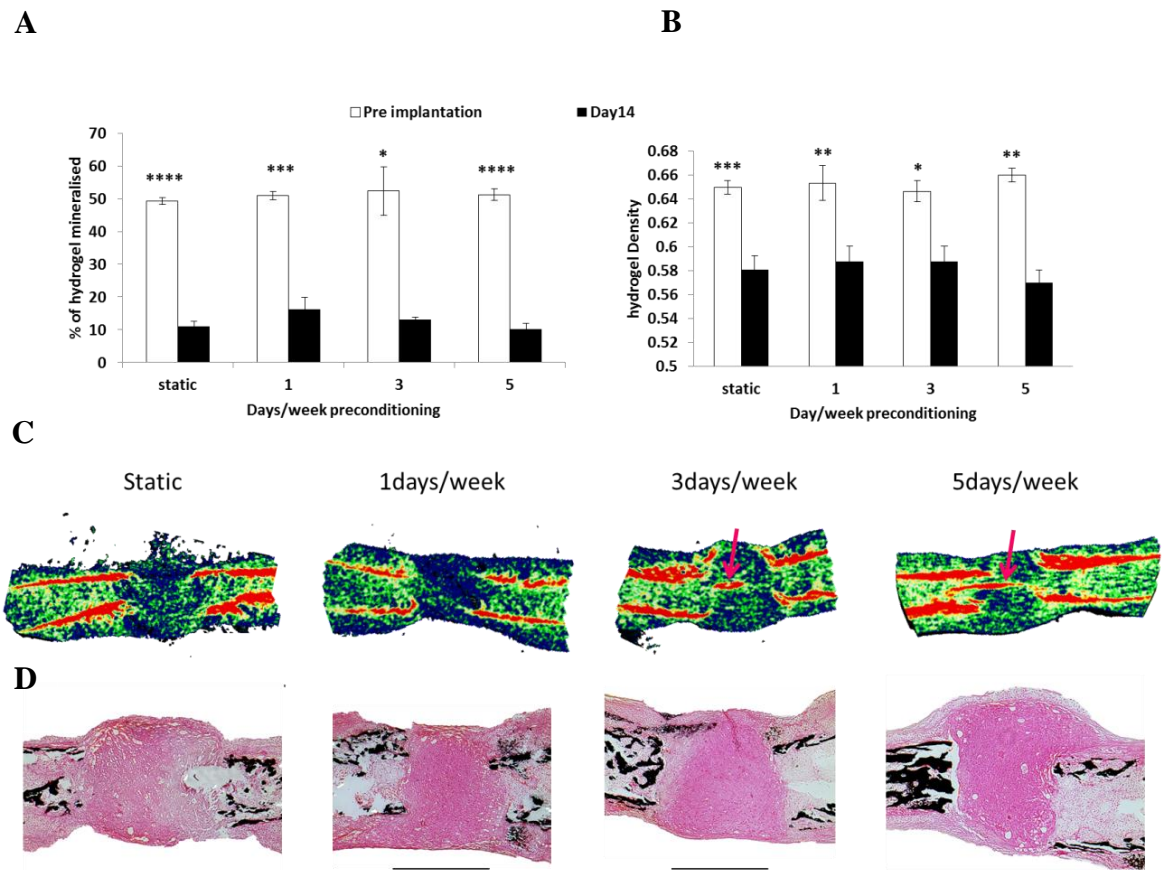 A
B
Pre implantation
Day14
70
60
50
40
30
20
10
0
% of hydrogel mineralised
****
***
*
****
static
1
3
5
Days/week preconditioning
0.68
0.66
0.64
0.62
0.6
0.58
0.56
0.54
0.52
0.5
hydrogel Density
***
**
*
**
static
1
3
5
Day/week preconditioning
C
Static
1days/week
3days/week
5days/week
D